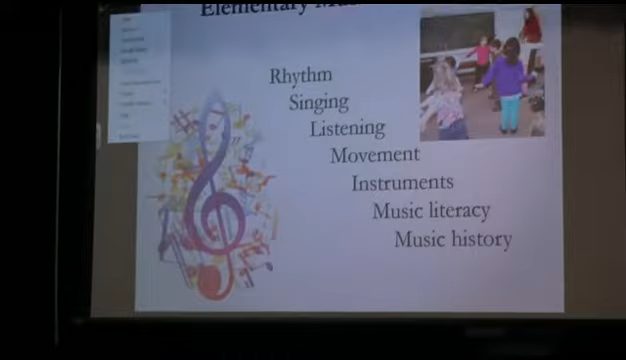 Elementary
Rhythm
Singing
Listening
Movement
Instruments
Music literacy
Music history